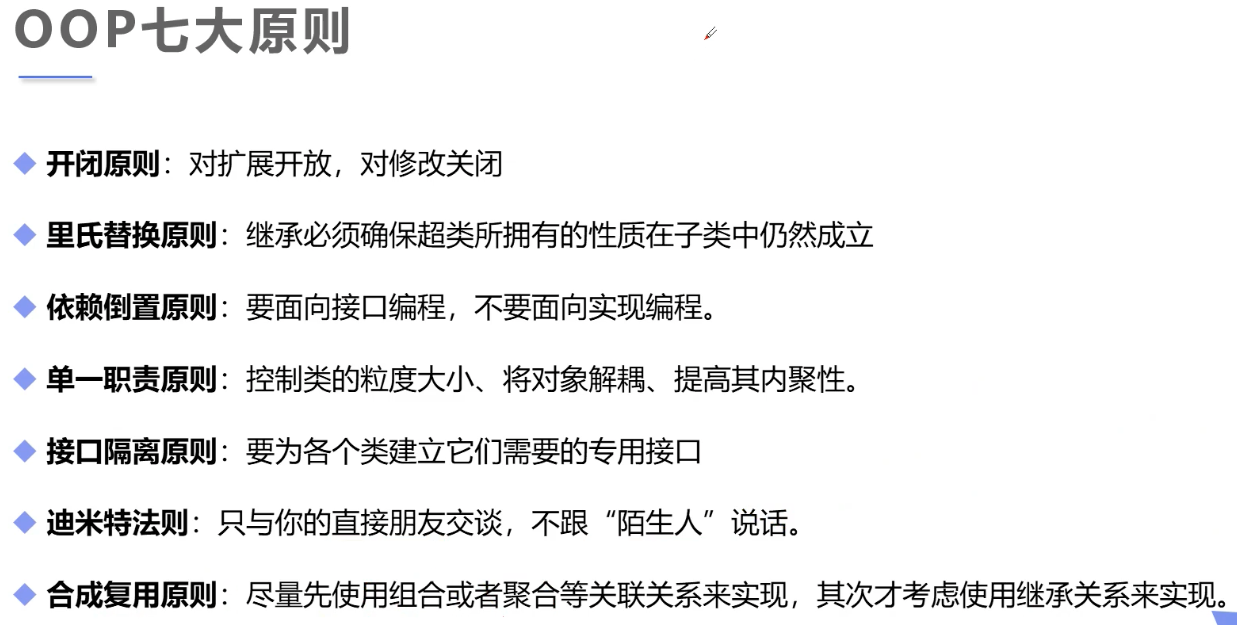 OOP七大原则
开闭原则：对扩展开放，对修改关闭
里氏替换原则：继承必须确保超类所拥有的性质在子类中仍然成立
依赖倒置原则：要面向接口编程，不要面向实现编程。
单一职责原则：控制类的粒度大小、将对象解耦、提高其内聚性。
接口隔离原则：要为各个类建立它们需要的专用接口
迪米特法则：只与你的直接朋友交谈，不跟“陌生人”说话。
合成复用原则：尽量先使用组合或者聚合等关联关系来实现，其次才考虑使用继承关系来实现。